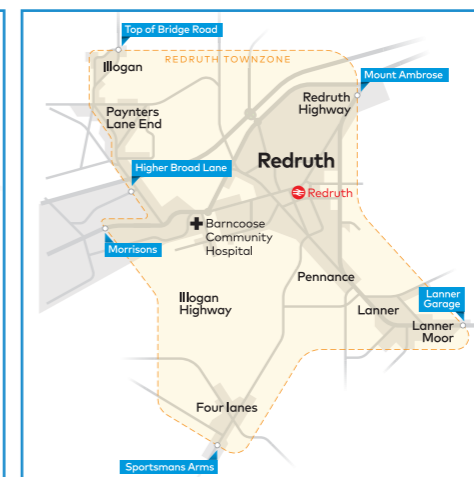 Top of Bridge Road
Illogan
REDRUTH TOWNZONE
Mount Ambrose
Redruth
Highway
Paynters
Lane End
Redruth
Higher Broad Lane
Redruth
Barncoose
Community
Hospital
Morrisons
Pennance
Illogan
Highway
Lanner
Garage
Lanner
Lanner
Moor
Four lanes
Sportsmans Arms